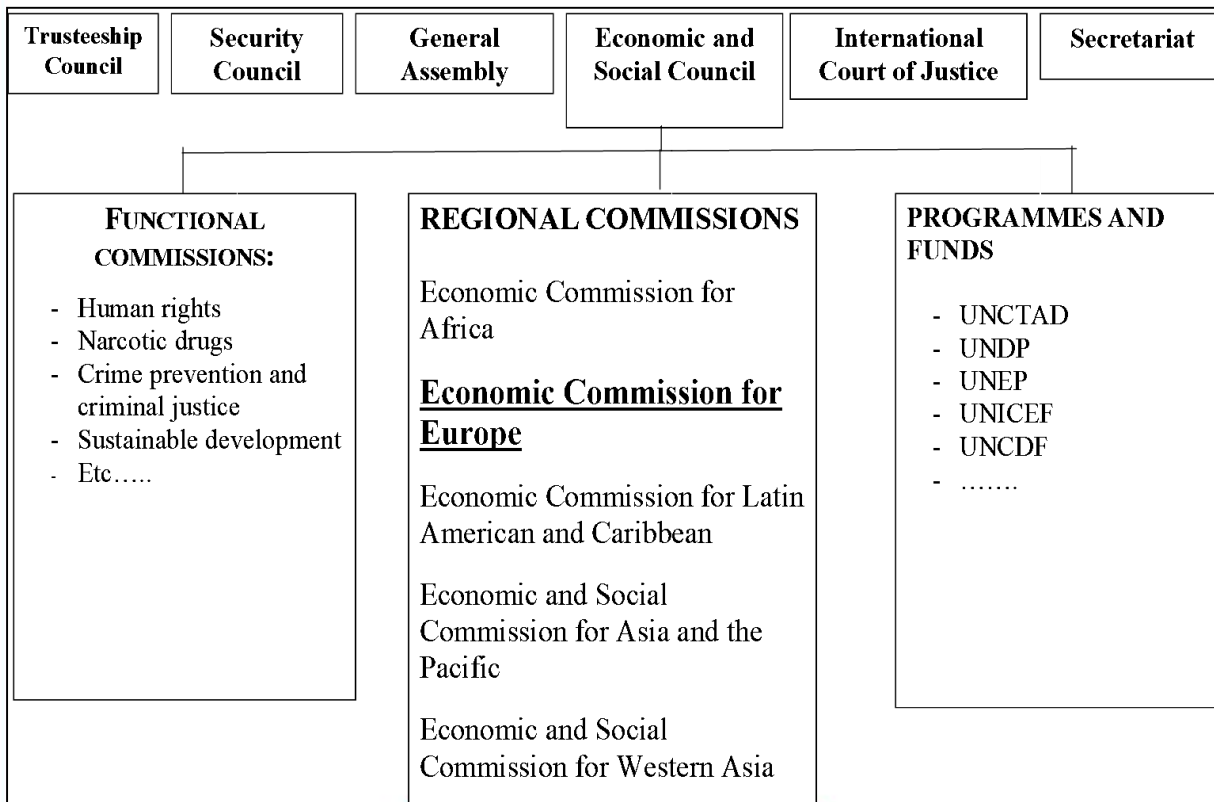 Trusteeship
Council
Security
Council
General
Assembly
Economic and
Social Council
International
Court of Justice
Secretariat
FUNCTIONAL
COMMISSIONS:
- Human rights
- Narcotic drugs
- Crime prevention and
criminal justice
- Sustainable development
- Etc…..
REGIONAL COMMISSIONS
Economic Commission for
Africa
Economic Commission for
Europe
Economic Commission for Latin
American and Caribbean
Economic and Social
Commission for Asia and the
Pacific
Economic and Social
Commission for Western Asia
PROGRAMMES AND
FUNDS
- UNCTAD
- UNDP
- UNEP
- UNICEF
- UNCDF
- …….